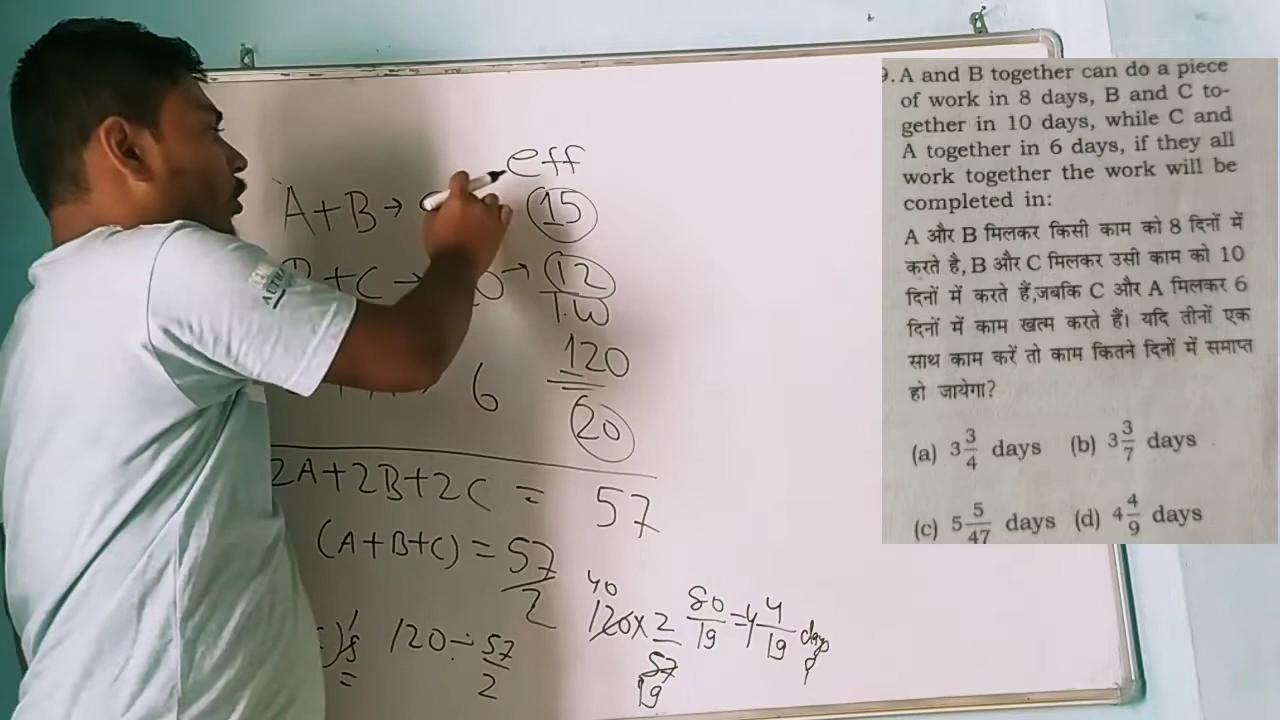 eff
A+B→ 15
+C→ 10→ 12
T.W
120
6
20
2A+2B+2C = 57
(A+B+C) = 57/2
120 ÷ 57/2
40
120 x 2/57 80/19 = 4 4/19 days
19
9. A and B together can do a piece
of work in 8 days, B and C to-
gether in 10 days, while C and
A together in 6 days, if they all
work together the work will be
completed in:
A और B मिलकर किसी काम को 8 दिनों में
करते है, B और C मिलकर उसी काम को 10
दिनों में करते हैं,जबकि C और A मिलकर 6
दिनों में काम खत्म करते हैं। यदि तीनों एक
साथ काम करें तो काम कितने दिनों में समाप्त
हो जायेगा?
(a) 3 3/4 days (b) 3 3/7 days
(c) 5 5/47 days (d) 4 4/9 days